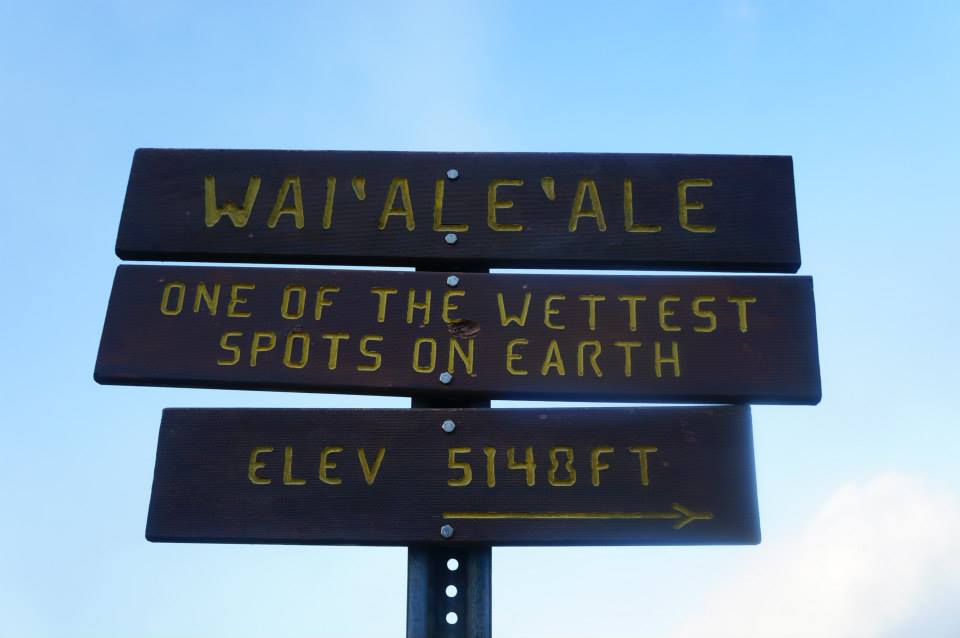 WAI'ALE'ALE
ONE OF THE WETTEST
SPOTS ON EARTH
ELEV 5148FT